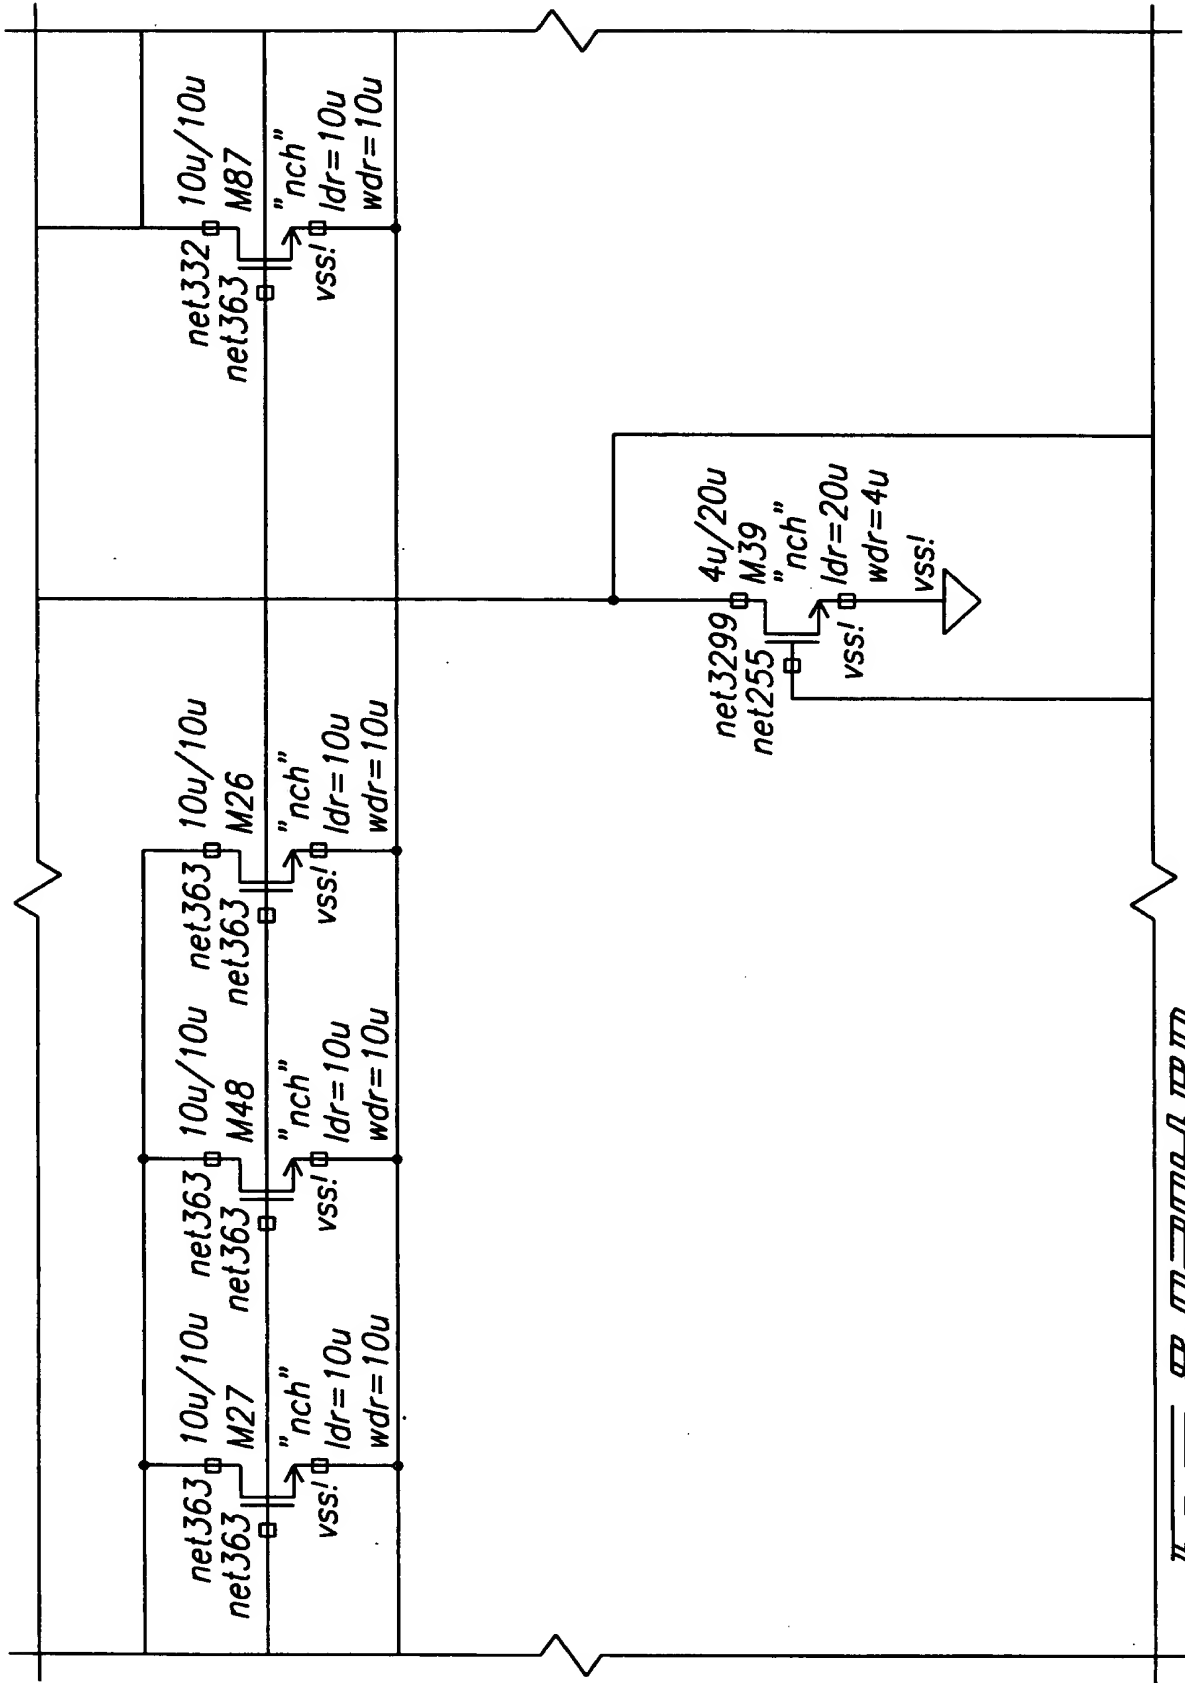 net363
net363
10u/10u
M27
"nch"
ldr=10u
wdr=10u
vss!
net363
net363
10u/10u
M48
"nch"
ldr=10u
wdr=10u
vss!
net363
net363
10u/10u
M26
"nch"
ldr=10u
wdr=10u
vss!
net332
net363
10u/10u
M87
"nch"
ldr=10u
wdr=10u
vss!
net3299
net255
4u/20u
M39
"nch"
ldr=20u
wdr=4u
vss!
vss!